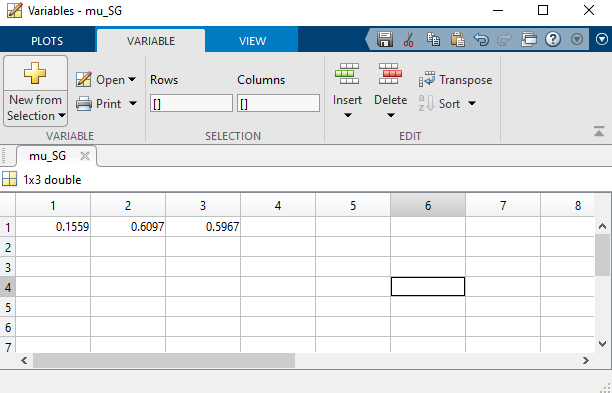 Variables - mu_SG
PLOTS VARIABLE VIEW
New from Selection
Open
Print
Rows
[]
Columns
[]
Insert
Delete
Transpose
Sort
VARIABLE SELECTION EDIT
mu_SG
1x3 double
1 2 3 4 5 6 7 8
1 0.1559 0.6097 0.5967
2
3
4
5
6
7